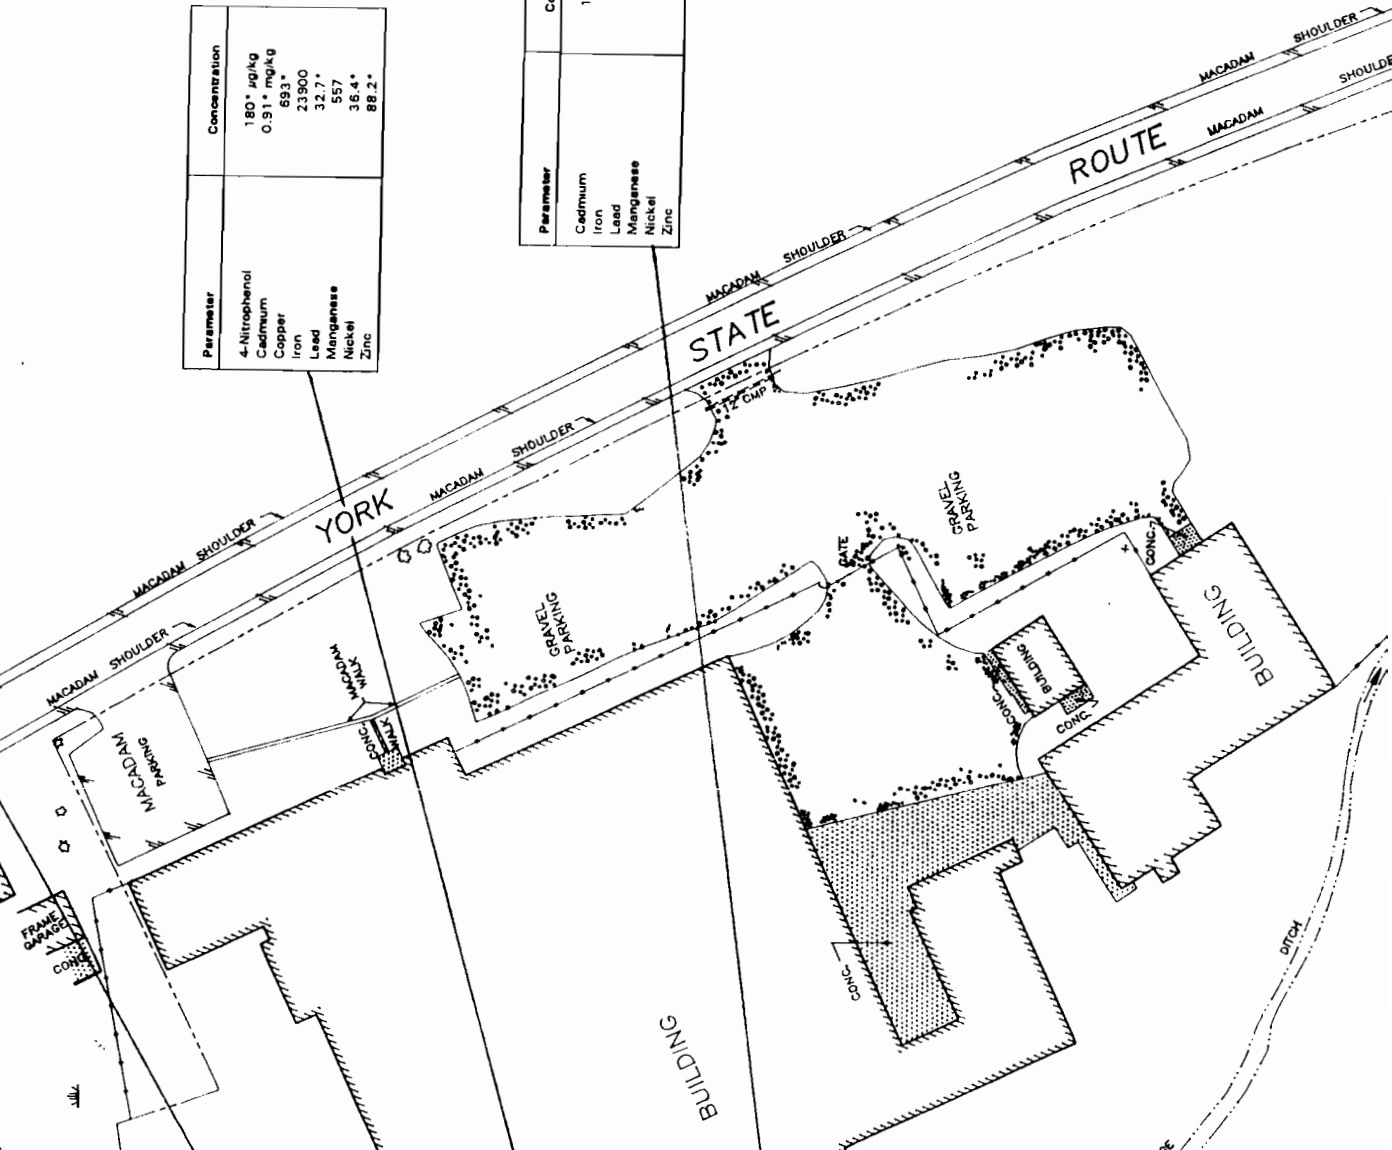 Parameter Concentration
4-Nitrophenol 180* µg/kg
Cadmium 0.91* mg/kg
Copper 693*
Iron 23900
Lead 32.7*
Manganese 557
Nickel 36.4*
Zinc 88.2*
Parameter
Cadmium
Iron
Lead
Manganese
Nickel
Zinc
YORK STATE ROUTE
MACADAM SHOULDER
MACADAM SHOULDER
MACADAM SHOULDER
MACADAM SHOULDER
MACADAM SHOULDER
MACADAM SHOULDER
MACADAM
PARKING
MACADAM
WALK
CONC.
WALK
GRAVEL
PARKING
12" CMP
GRAVEL
PARKING
GATE
CONC.
BUILDING
BUILDING
CONC.
CONC.
FRAME
GARAGE
CONC.
CONC.
BUILDING
DITCH